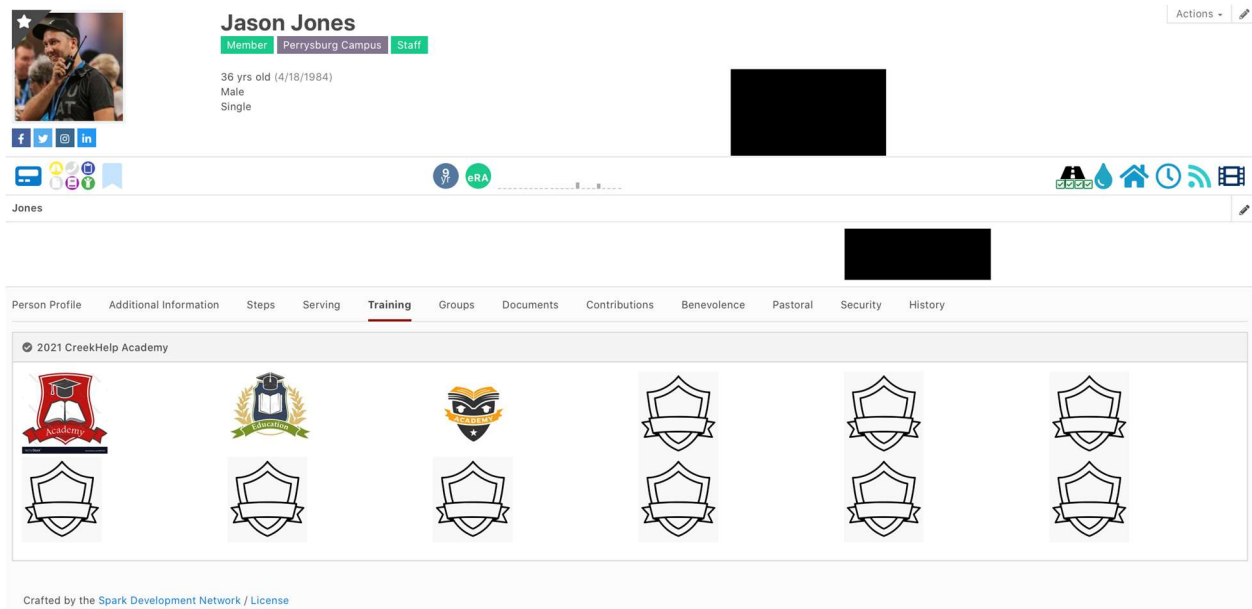 Jason Jones
Actions
Member Perrysburg Campus Staff
36 yrs old (4/18/1984)
Male
Single
9 yr eRA
Jones
Person Profile Additional Information Steps Serving Training Groups Documents Contributions Benevolence Pastoral Security History
2021 CreekHelp Academy
Academy Education ACADEMY
Crafted by the Spark Development Network / License